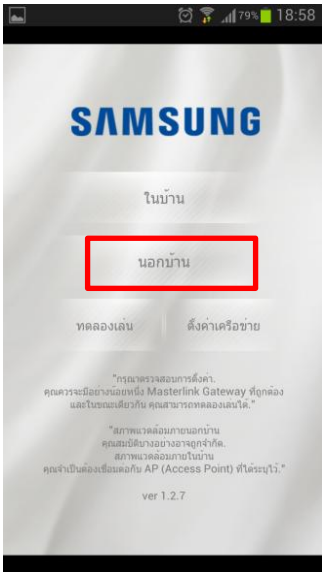 79% 18:58
SAMSUNG
ในบ้าน
นอกบ้าน
ทดลองเล่น ตั้งค่าเครือข่าย
"กรุณาตรวจสอบการตั้งค่า.
คุณควรจะมีอย่างน้อยหนึ่ง Masterlink Gateway ที่ถูกต้อง
และในขณะเดียวกัน คุณสามารถทดลองเล่นได้."
"สภาพแวดล้อมภายนอกบ้าน
คุณสมบัติบางอย่างอาจถูกจำกัด.
สภาพแวดล้อมภายในบ้าน
คุณจำเป็นต้องเชื่อมต่อกับ AP (Access Point) ที่ได้ระบุไว้."
ver 1.2.7